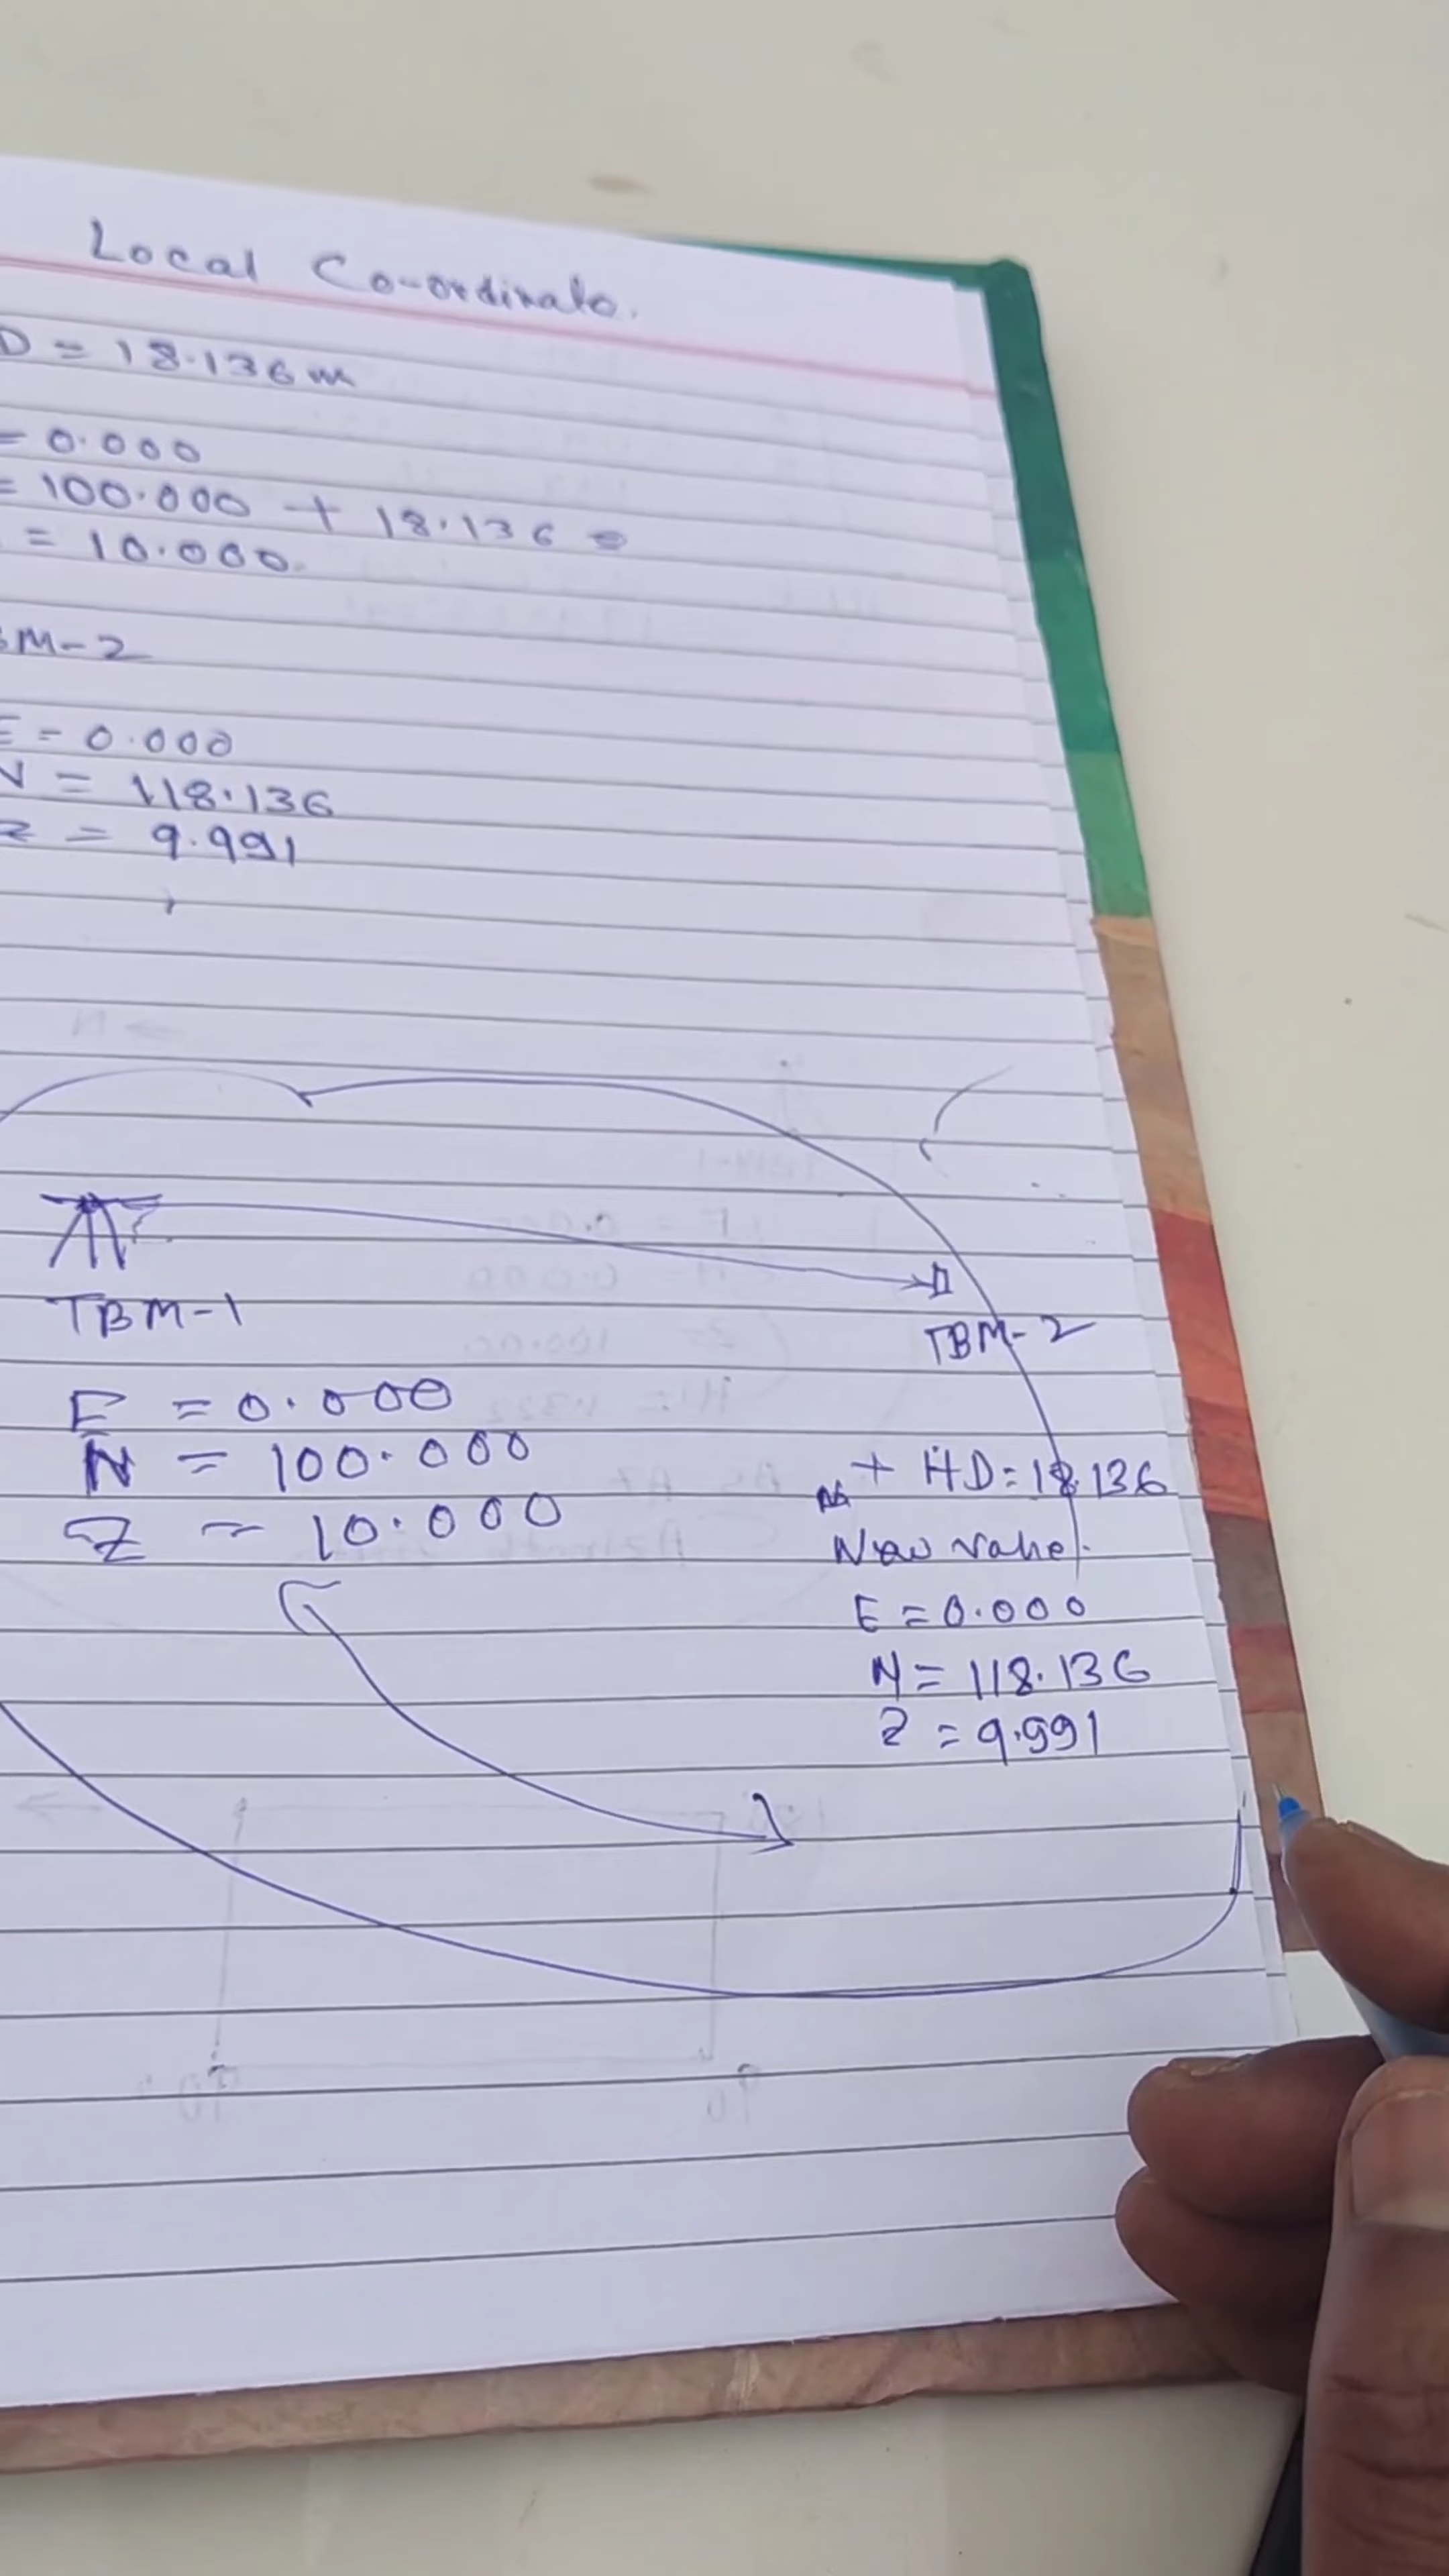 Local Co-ordinate.
D = 18.136m
= 0.000
= 100.000 + 18.136 =
= 10.000.
BM-2
E = 0.000
N = 118.136
Z = 9.991
TBM-1
TBM-2
E = 0.000
N = 100.000
Z = 10.000
+ HD = 18.136
New value.
E = 0.000
N = 118.136
Z = 9.991